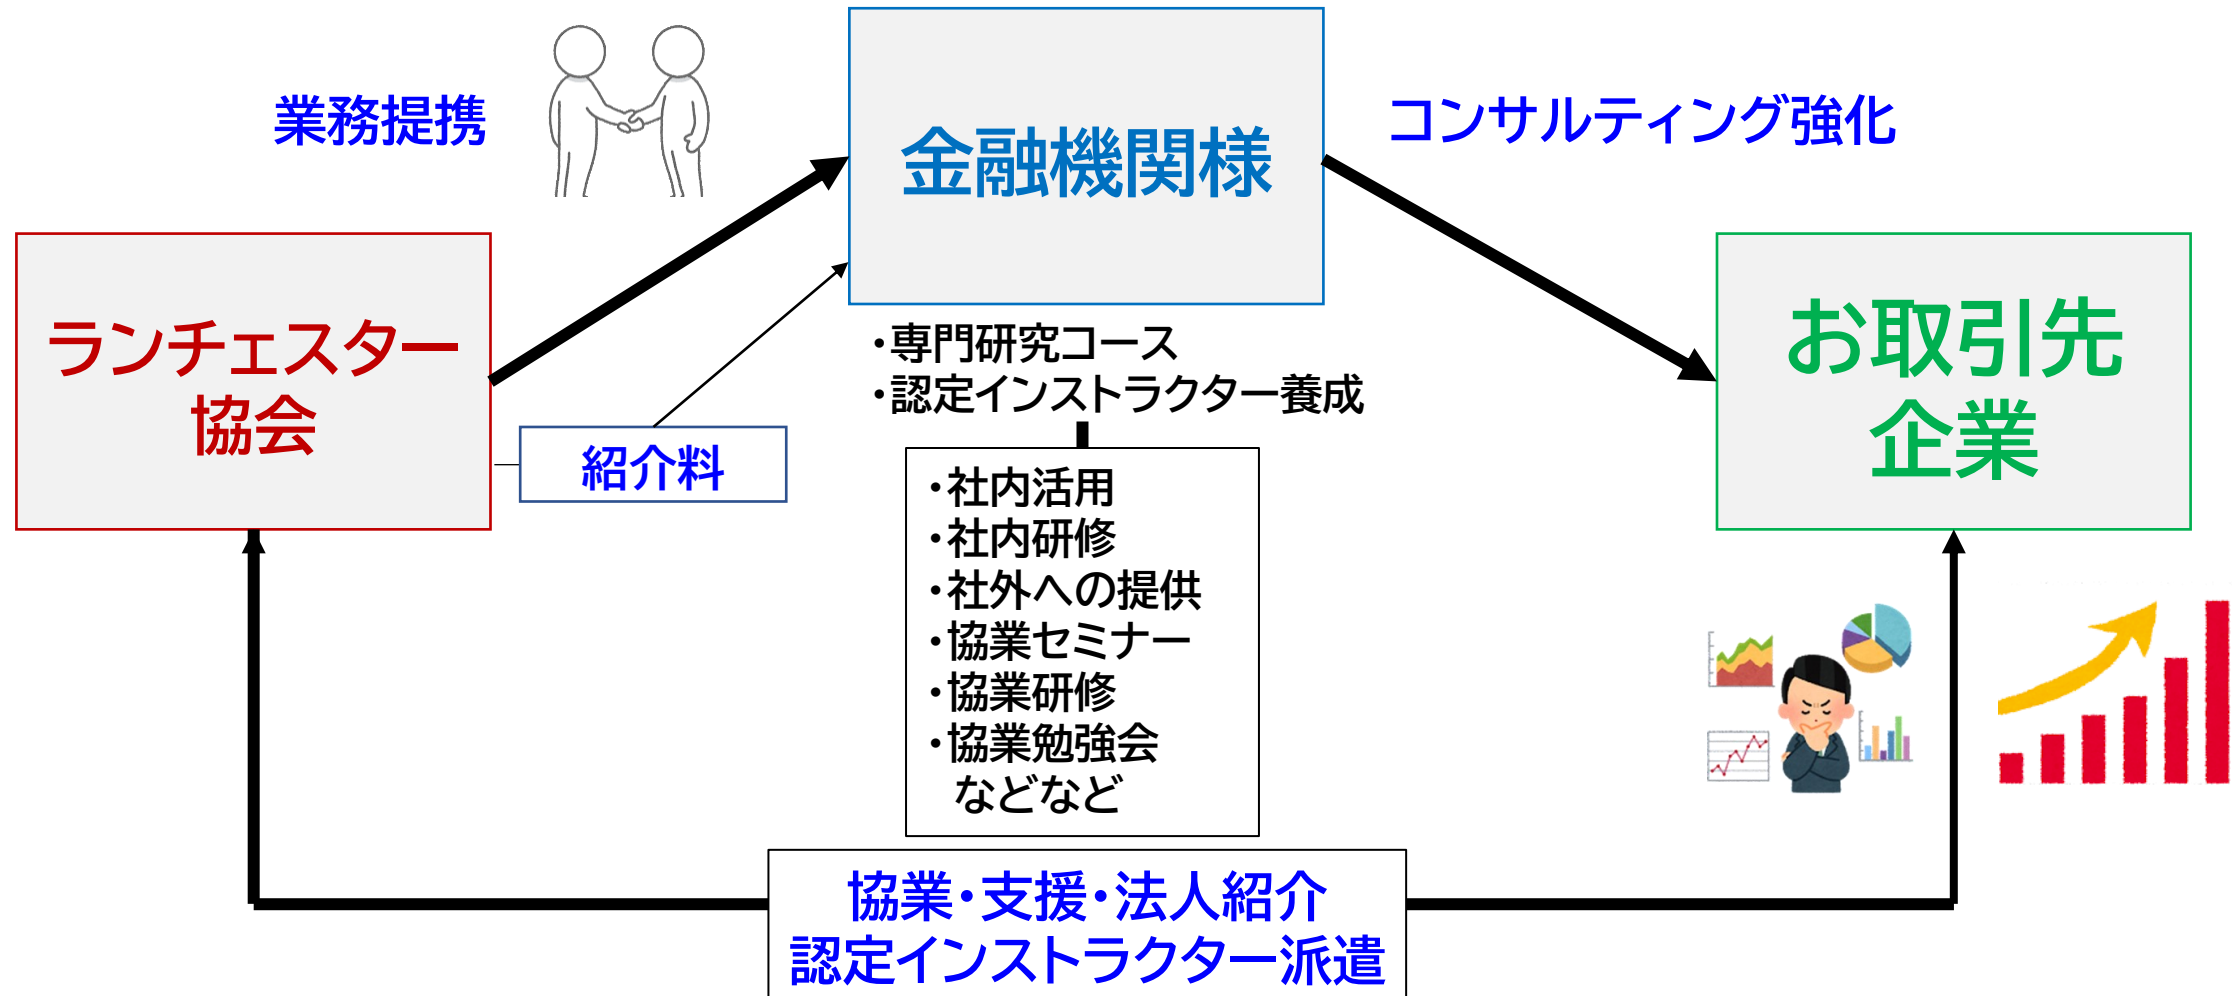 業務提携
金融機関様
コンサルティング強化
ランチェスター
協会
紹介料
お取引先
企業
・専門研究コース
・認定インストラクター養成
・社内活用
・社内研修
・社外への提供
・協業セミナー
・協業研修
・協業勉強会
などなど
協業・支援・法人紹介
認定インストラクター派遣